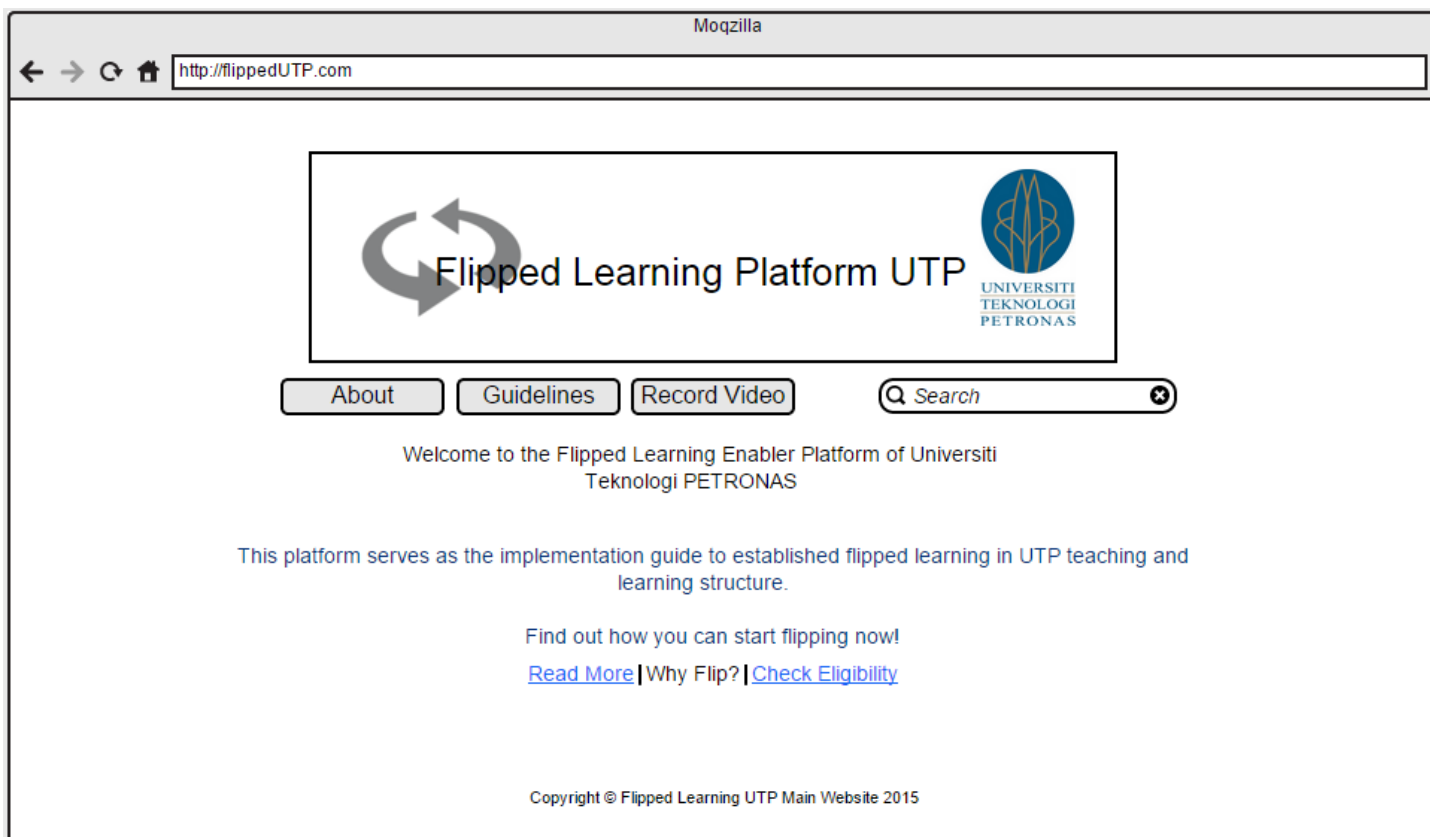 Moqzilla
http://flippedUTP.com
Flipped Learning Platform UTP
UNIVERSITI
TEKNOLOGI
PETRONAS
About
Guidelines
Record Video
Search
Welcome to the Flipped Learning Enabler Platform of Universiti
Teknologi PETRONAS
This platform serves as the implementation guide to established flipped learning in UTP teaching and
learning structure.
Find out how you can start flipping now!
Read More | Why Flip? | Check Eligibility
Copyright © Flipped Learning UTP Main Website 2015